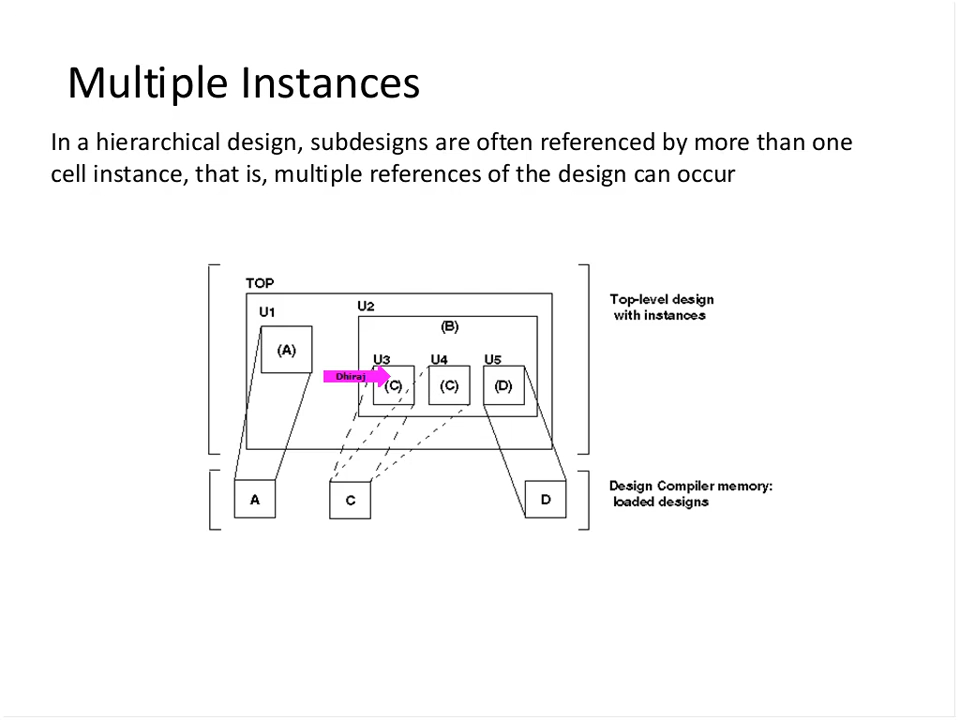 Multiple Instances
In a hierarchical design, subdesigns are often referenced by more than one
cell instance, that is, multiple references of the design can occur
TOP
U1
U2
(B)
(A)
U3 U4 U5
Dhiraj
(C) (C) (D)
Top-level design
with instances
A C D
Design Compiler memory:
loaded designs